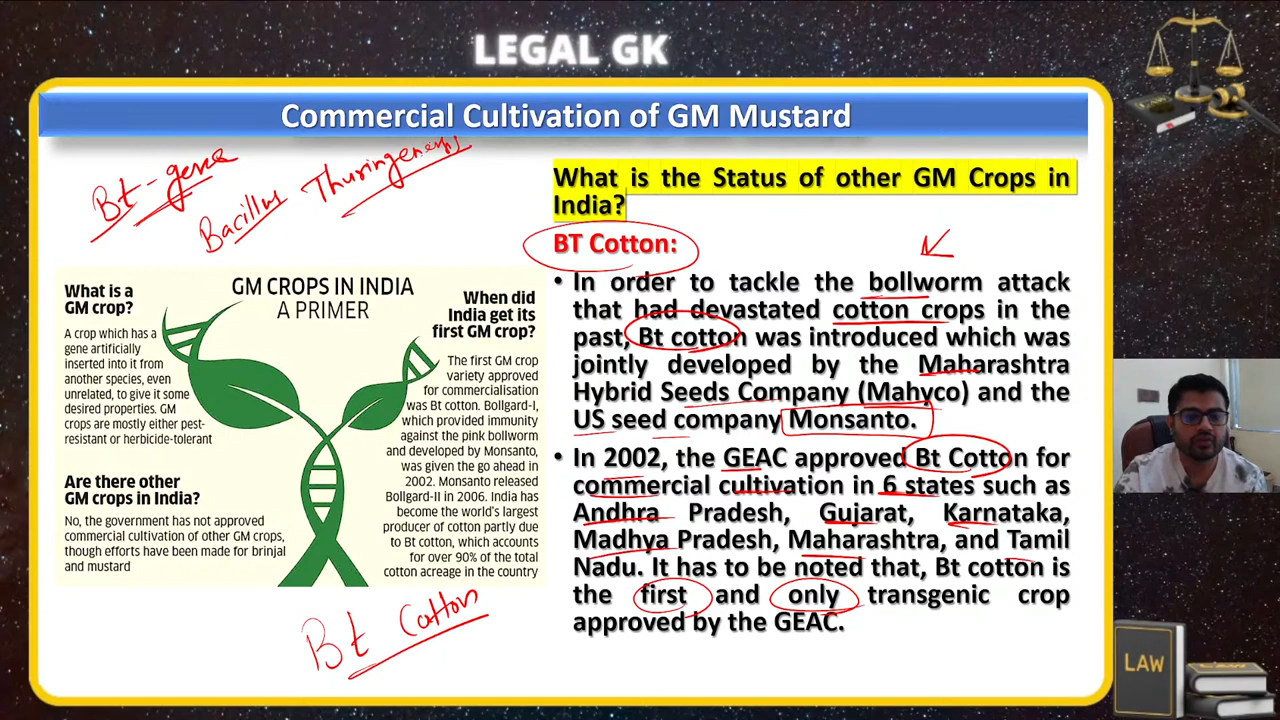 LEGAL GK
Commercial Cultivation of GM Mustard
Bt - gene
Bacillus Thuringenesis
What is the Status of other GM Crops in
India?
BT Cotton:
• In order to tackle the bollworm attack
that had devastated cotton crops in the
past, Bt cotton was introduced which was
jointly developed by the Maharashtra
Hybrid Seeds Company (Mahyco) and the
US seed company Monsanto.
• In 2002, the GEAC approved Bt Cotton for
commercial cultivation in 6 states such as
Andhra Pradesh, Gujarat, Karnataka,
Madhya Pradesh, Maharashtra, and Tamil
Nadu. It has to be noted that, Bt cotton is
the first and only transgenic crop
approved by the GEAC.
GM CROPS IN INDIA
A PRIMER
What is a
GM crop?
A crop which has a
gene artificially
inserted into it from
another species, even
unrelated, to give it some
desired properties. GM
crops are mostly either pest-
resistant or herbicide-tolerant
Are there other
GM crops in India?
No, the government has not approved
commercial cultivation of other GM crops,
though efforts have been made for brinjal
and mustard
When did
India get its
first GM crop?
The first GM crop
variety approved
for commercialisation
was Bt cotton. Bollgard-I,
which provided immunity
against the pink bollworm
and developed by Monsanto,
was given the go ahead in
2002. Monsanto released
Bollgard-II in 2006. India has
become the world's largest
producer of cotton partly due
to Bt cotton, which accounts
for over 90% of the total
cotton acreage in the country
Bt Cotton
LAW